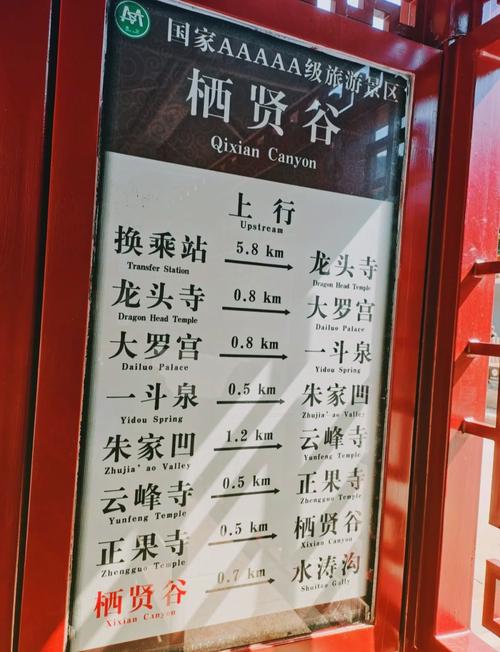 国家AAAAA级旅游景区
栖贤谷
Qixian Canyon
上行
Upstream
换乘站 5.8 km 龙头寺
Transfer Station Dragon Head Temple
龙头寺 0.8 km 大罗宫
Dragon Head Temple Dailuo Palace
大罗宫 0.8 km 一斗泉
Dailuo Palace Yidou Spring
一斗泉 0.5 km 朱家凹
Yidou Spring Zhujia'ao Valley
朱家凹 1.2 km 云峰寺
Zhujia'ao Valley Yunfeng Temple
云峰寺 0.5 km 正果寺
Yunfeng Temple Zhengguo Temple
正果寺 0.5 km 栖贤谷
Zhengguo Temple Xixian Canyon
栖贤谷 0.7 km 水涛沟
Xixian Canyon Shuitao Gully